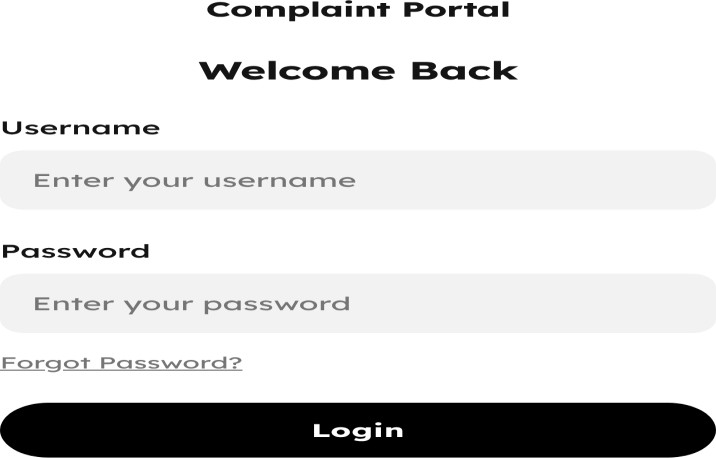 Complaint Portal
Welcome Back
Username
Enter your username
Password
Enter your password
Forgot Password?
Login